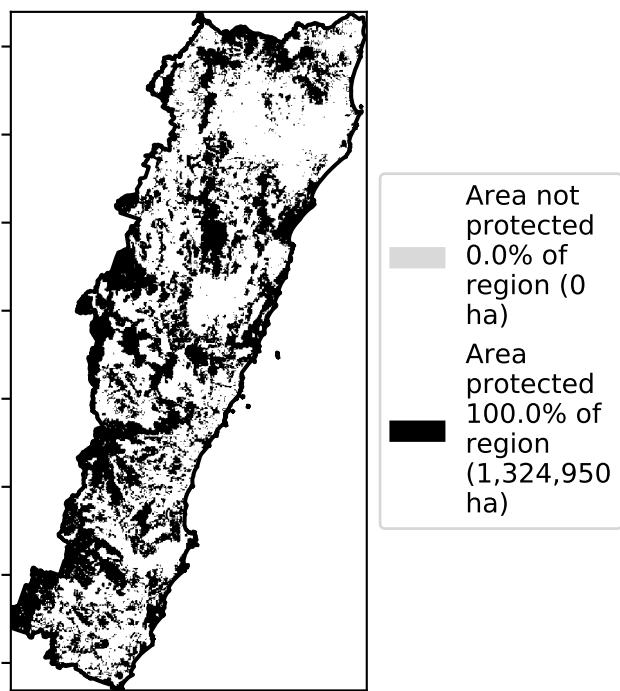 Area not
protected
0.0% of
region (0
ha)
Area
protected
100.0% of
region
(1,324,950
ha)